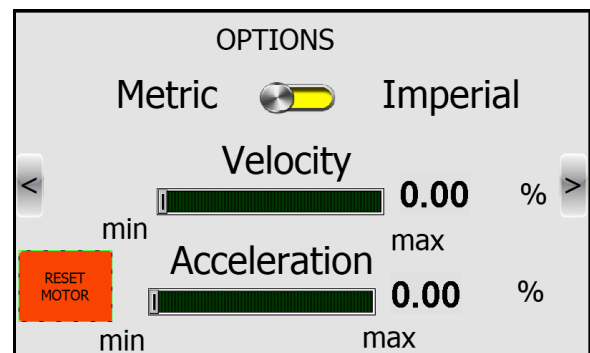 OPTIONS
Metric Imperial
Velocity
< 0.00 % >
min max
Acceleration
RESET
MOTOR
0.00 %
min max